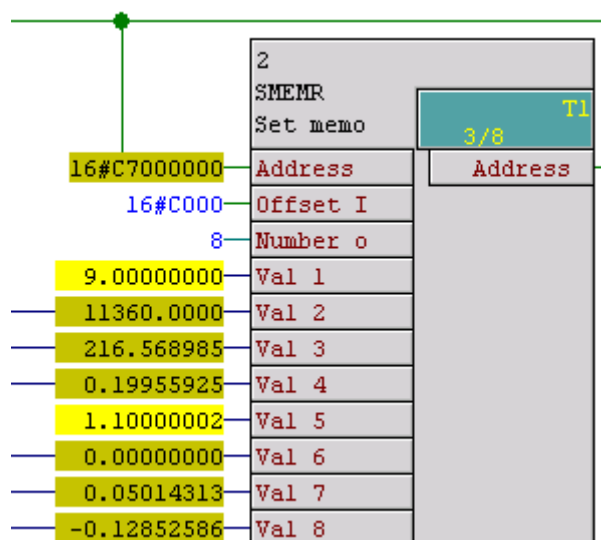 2
SMEMR
Set memo
T1
3/8
16#C7000000 Address Address
16#C000 Offset I
8 Number o
9.00000000 Val 1
11360.0000 Val 2
216.568985 Val 3
0.19955925 Val 4
1.10000002 Val 5
0.00000000 Val 6
0.05014313 Val 7
-0.12852586 Val 8